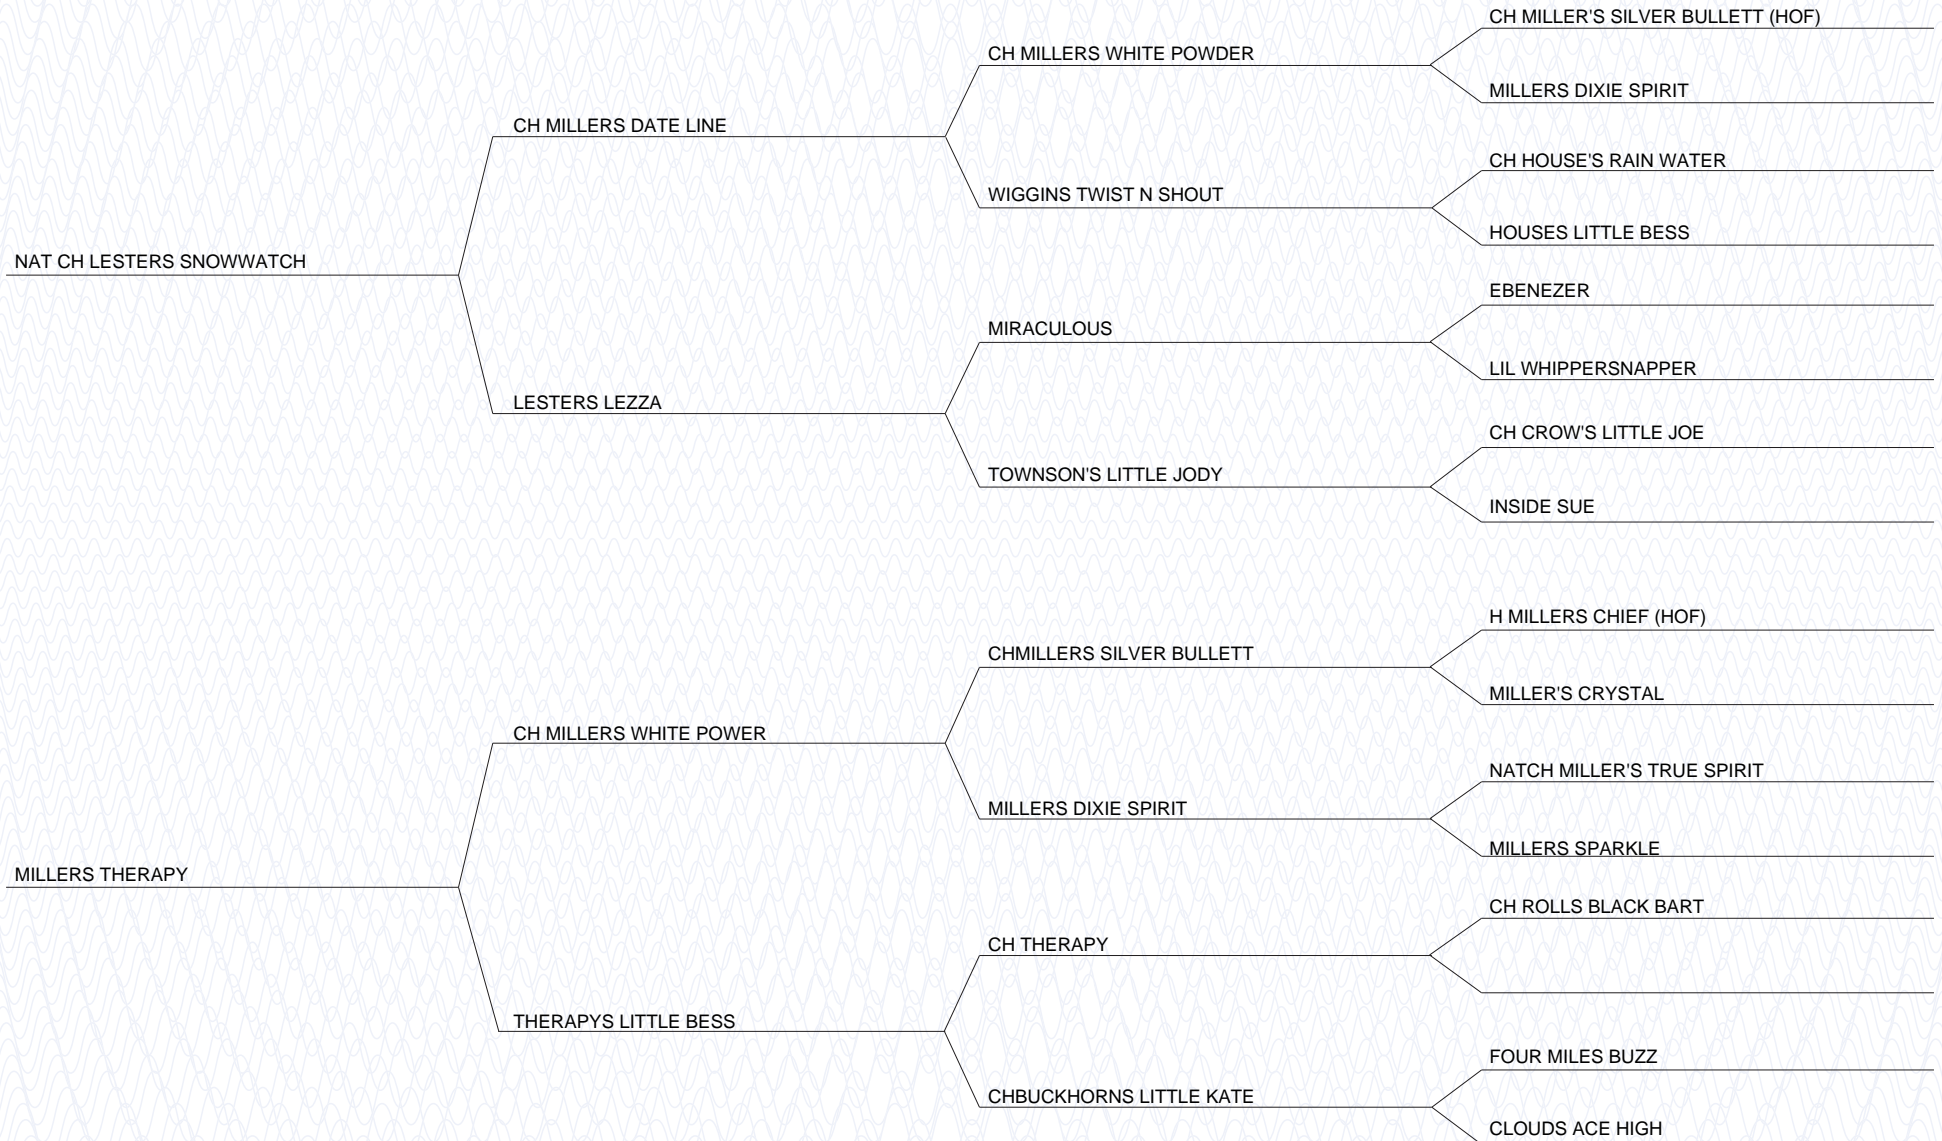 CH MILLER'S SILVER BULLETT (HOF)
CH MILLERS WHITE POWDER
MILLERS DIXIE SPIRIT
CH MILLERS DATE LINE
CH HOUSE'S RAIN WATER
WIGGINS TWIST N SHOUT
HOUSES LITTLE BESS
NAT CH LESTERS SNOWWATCH
EBENEZER
MIRACULOUS
LIL WHIPPERSNAPPER
LESTERS LEZZA
CH CROW'S LITTLE JOE
TOWNSON'S LITTLE JODY
INSIDE SUE
H MILLERS CHIEF (HOF)
CHMILLERS SILVER BULLETT
MILLER'S CRYSTAL
CH MILLERS WHITE POWER
NATCH MILLER'S TRUE SPIRIT
MILLERS DIXIE SPIRIT
MILLERS SPARKLE
MILLERS THERAPY
CH ROLLS BLACK BART
CH THERAPY
THERAPYS LITTLE BESS
FOUR MILES BUZZ
CHBUCKHORNS LITTLE KATE
CLOUDS ACE HIGH